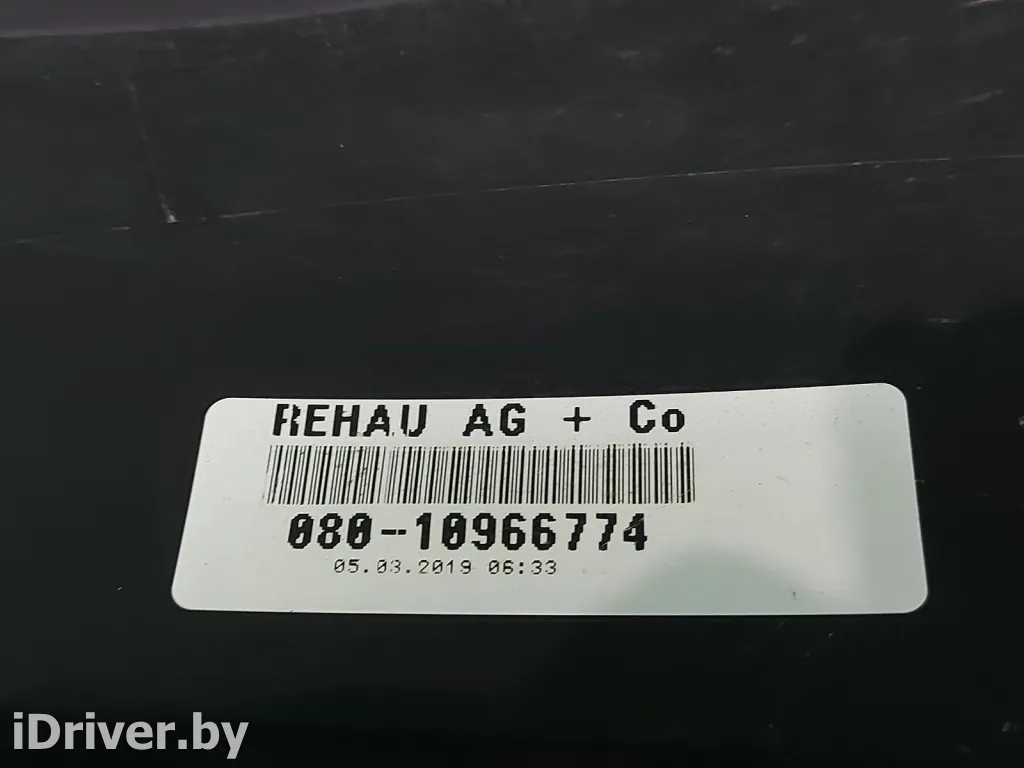 REHAU AG + Co
080-10966774
05.03.2019 06:33
iDriver.by